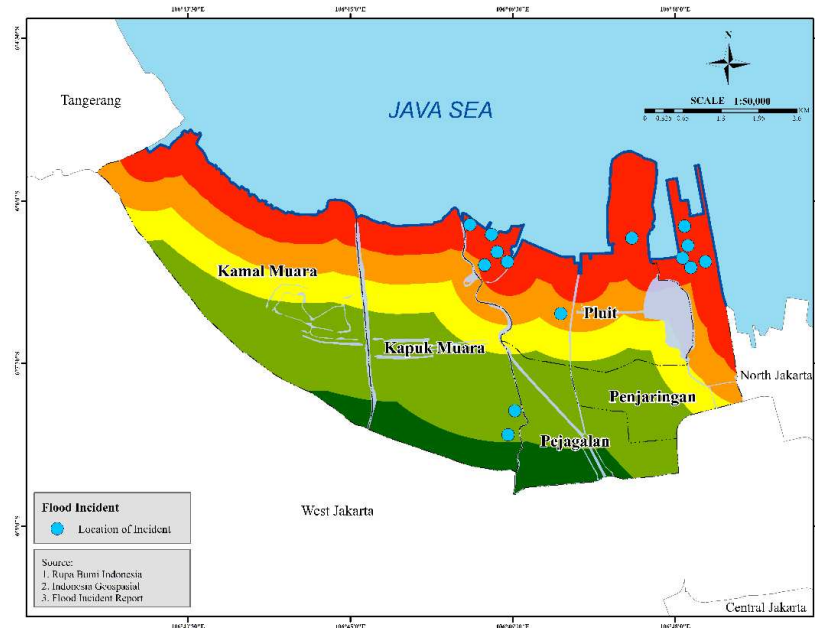 N
SCALE 1:50,000
KM
Tangerang
JAVA SEA
Kamal Muara
Pluit
Kapuk Muara
North Jakarta
Penjaringan
Pejagalan
West Jakarta
Flood Incident
Location of Incident
Source:
1. Rupa Bumi Indonesia
2. Indonesia Geospasial
3. Flood Incident Report
Central Jakarta